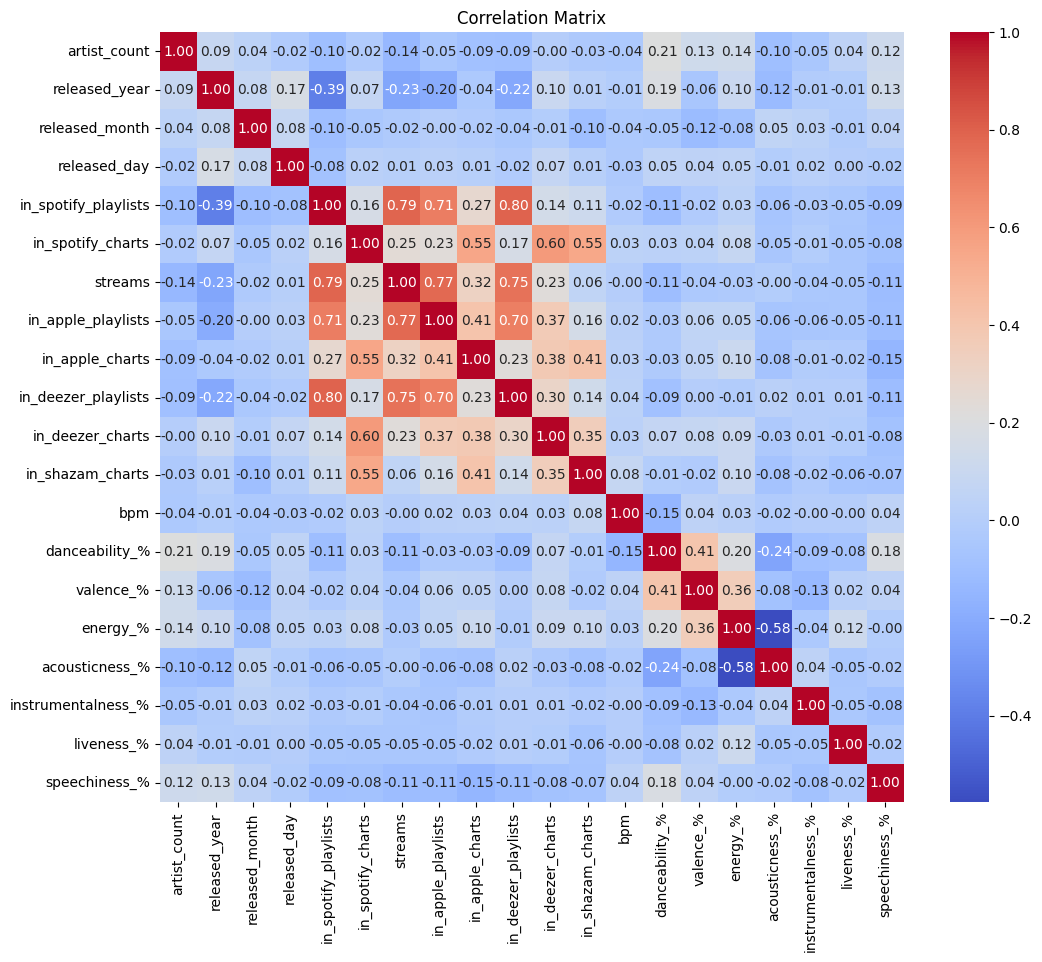 Correlation Matrix
artist_count 1.00 0.09 0.04 -0.02 -0.10 -0.02 -0.14 -0.05 -0.09 -0.09 -0.00 -0.03 -0.04 0.21 0.13 0.14 -0.10 -0.05 0.04 0.12
released_year 0.09 1.00 0.08 0.17 -0.39 0.07 -0.23 -0.20 -0.04 -0.22 0.10 0.01 -0.01 0.19 -0.06 0.10 -0.12 -0.01 -0.01 0.13
released_month 0.04 0.08 1.00 0.08 -0.10 -0.05 -0.02 -0.00 -0.02 -0.04 -0.01 -0.10 -0.04 -0.05 -0.12 -0.08 0.05 0.03 -0.01 0.04
released_day -0.02 0.17 0.08 1.00 -0.08 0.02 0.01 0.03 0.01 -0.02 0.07 0.01 -0.03 0.05 0.04 0.05 -0.01 0.02 0.00 -0.02
in_spotify_playlists -0.10 -0.39 -0.10 -0.08 1.00 0.16 0.79 0.71 0.27 0.80 0.14 0.11 -0.02 -0.11 -0.02 0.03 -0.06 -0.03 -0.05 -0.09
in_spotify_charts -0.02 0.07 -0.05 0.02 0.16 1.00 0.25 0.23 0.55 0.17 0.60 0.55 0.03 0.03 0.04 0.08 -0.05 -0.01 -0.05 -0.08
streams -0.14 -0.23 -0.02 0.01 0.79 0.25 1.00 0.77 0.32 0.75 0.23 0.06 -0.00 -0.11 -0.04 -0.03 -0.00 -0.04 -0.05 -0.11
in_apple_playlists -0.05 -0.20 -0.00 0.03 0.71 0.23 0.77 1.00 0.41 0.70 0.37 0.16 0.02 -0.03 0.06 0.05 -0.06 -0.06 -0.05 -0.11
in_apple_charts -0.09 -0.04 -0.02 0.01 0.27 0.55 0.32 0.41 1.00 0.23 0.38 0.41 0.03 -0.03 0.05 0.10 -0.08 -0.01 -0.02 -0.15
in_deezer_playlists -0.09 -0.22 -0.04 -0.02 0.80 0.17 0.75 0.70 0.23 1.00 0.30 0.14 0.04 -0.09 0.00 -0.01 0.02 0.01 0.01 -0.11
in_deezer_charts -0.00 0.10 -0.01 0.07 0.14 0.60 0.23 0.37 0.38 0.30 1.00 0.35 0.03 0.07 0.08 0.09 -0.03 0.01 -0.01 -0.08
in_shazam_charts -0.03 0.01 -0.10 0.01 0.11 0.55 0.06 0.16 0.41 0.14 0.35 1.00 0.08 -0.01 -0.02 0.10 -0.08 -0.02 -0.06 -0.07
bpm -0.04 -0.01 -0.04 -0.03 -0.02 0.03 -0.00 0.02 0.03 0.04 0.03 0.08 1.00 -0.15 0.04 0.03 -0.02 -0.00 -0.00 0.04
danceability_% 0.21 0.19 -0.05 0.05 -0.11 0.03 -0.11 -0.03 -0.03 -0.09 0.07 -0.01 -0.15 1.00 0.41 0.20 -0.24 -0.09 -0.08 0.18
valence_% 0.13 -0.06 -0.12 0.04 -0.02 0.04 -0.04 0.06 0.05 0.00 0.08 -0.02 0.04 0.41 1.00 0.36 -0.08 -0.13 0.02 0.04
energy_% 0.14 0.10 -0.08 0.05 0.03 0.08 -0.03 0.05 0.10 -0.01 0.09 0.10 0.03 0.20 0.36 1.00 -0.58 -0.04 0.12 -0.00
acousticness_% -0.10 -0.12 0.05 -0.01 -0.06 -0.05 -0.00 -0.06 -0.08 0.02 -0.03 -0.08 -0.02 -0.24 -0.08 -0.58 1.00 0.04 -0.05 -0.02
instrumentalness_% -0.05 -0.01 0.03 0.02 -0.03 -0.01 -0.04 -0.06 -0.01 0.01 0.01 -0.02 -0.00 -0.09 -0.13 -0.04 0.04 1.00 -0.05 -0.08
liveness_% 0.04 -0.01 -0.01 0.00 -0.05 -0.05 -0.05 -0.05 -0.02 0.01 -0.01 -0.06 -0.00 -0.08 0.02 0.12 -0.05 -0.05 1.00 -0.02
speechiness_% 0.12 0.13 0.04 -0.02 -0.09 -0.08 -0.11 -0.11 -0.15 -0.11 -0.08 -0.07 0.04 0.18 0.04 -0.00 -0.02 -0.08 -0.02 1.00
artist_count
released_year
released_month
released_day
in_spotify_playlists
in_spotify_charts
streams
in_apple_playlists
in_apple_charts
in_deezer_playlists
in_deezer_charts
in_shazam_charts
bpm
danceability_%
valence_%
energy_%
acousticness_%
instrumentalness_%
liveness_%
speechiness_%
1.0
0.8
0.6
0.4
0.2
0.0
−0.2
−0.4